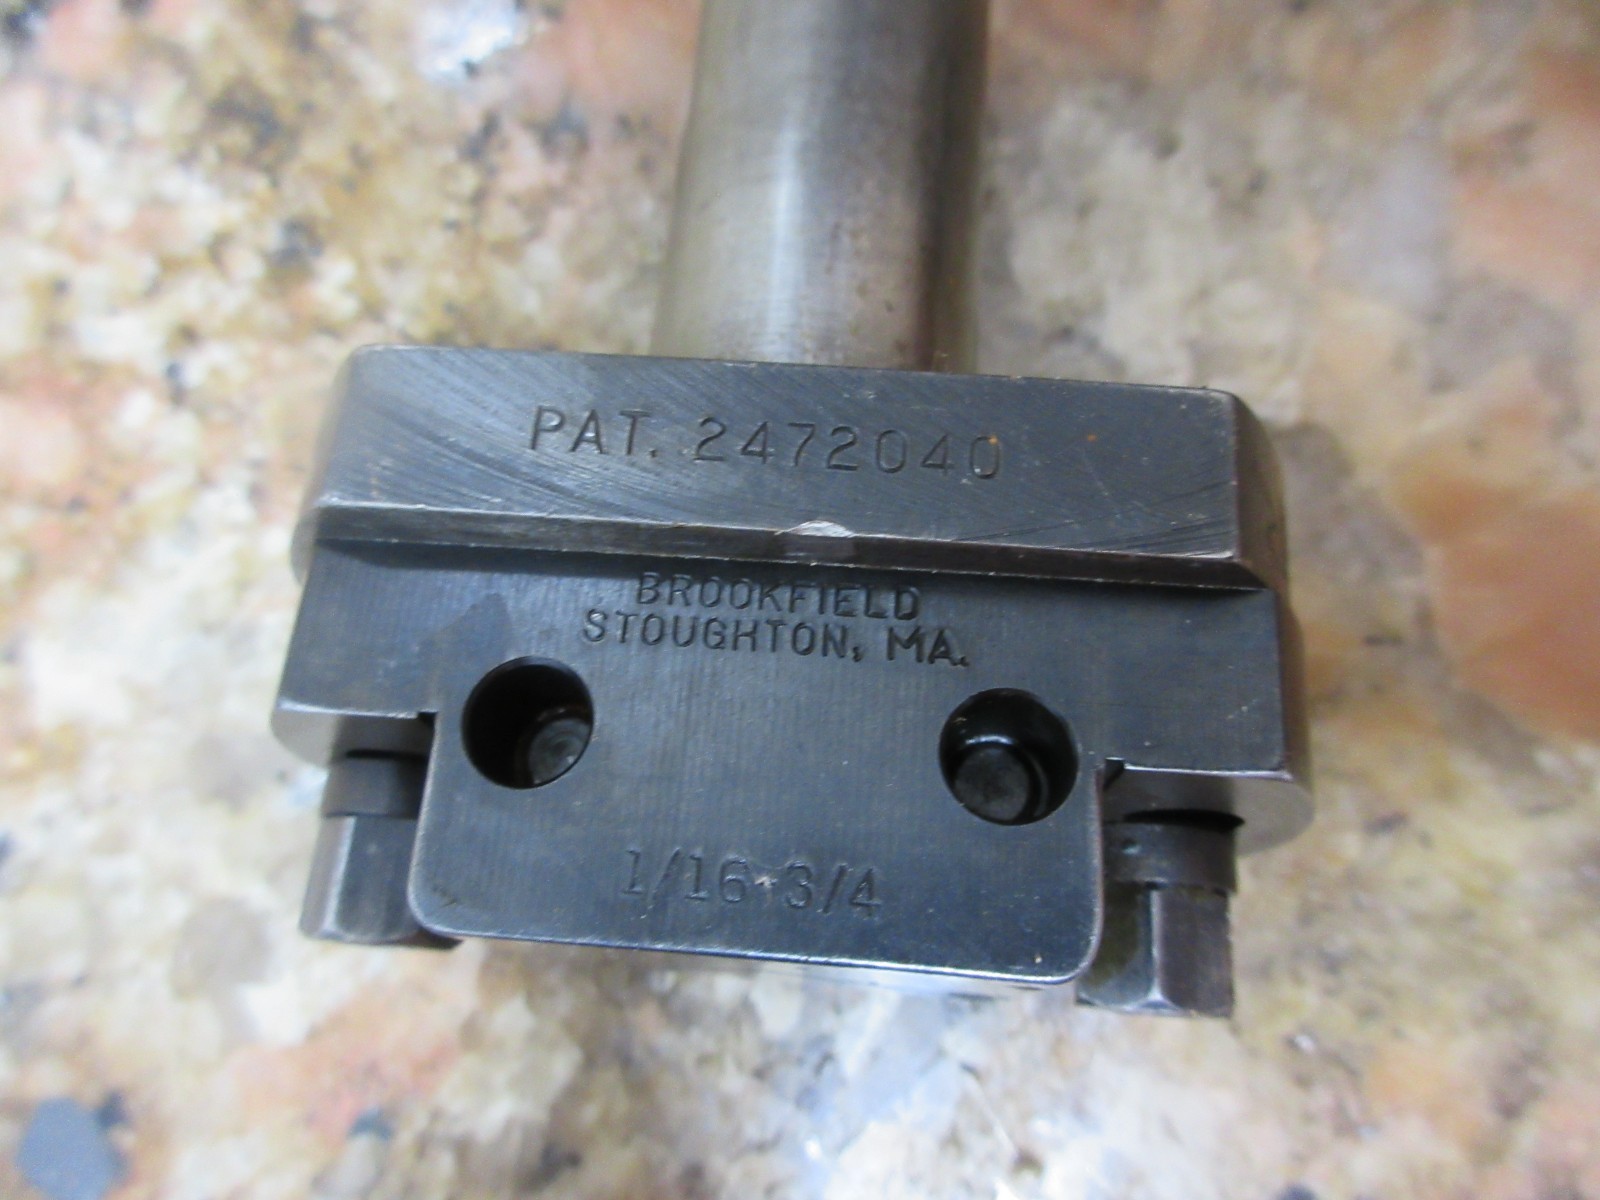 PAT. 2472040
BROOKFIELD
STOUGHTON, MA.
1/16-3/4